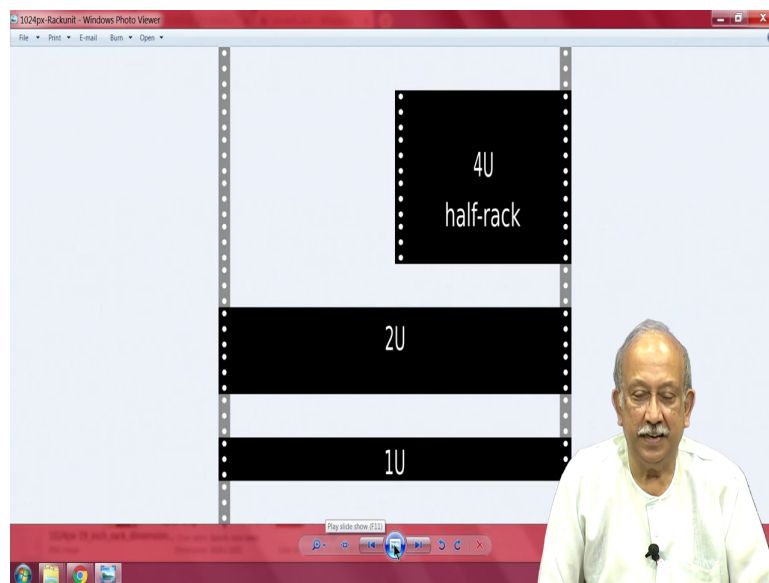 1024px-Rackunit - Windows Photo Viewer
File Print E-mail Burn Open
4U
half-rack
2U
1U
Play slide show (F11)